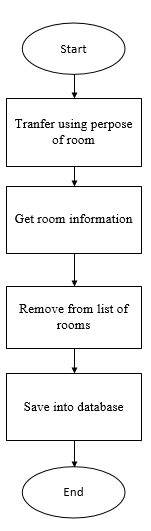 Start
Tranfer using perpose
of room
Get room information
Remove from list of
rooms
Save into database
End